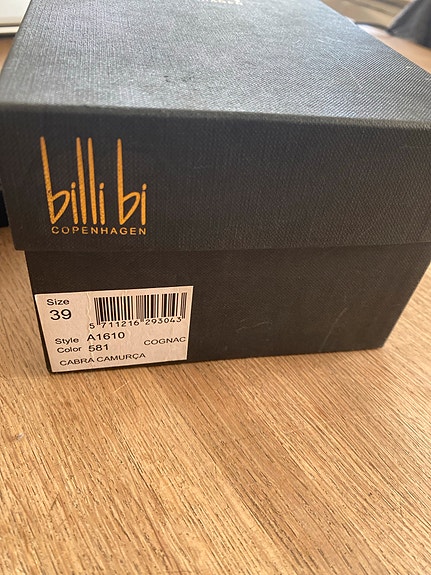 billi bi
COPENHAGEN
Size
39
5 711216 293043
Style A1610
Color 581 COGNAC
CABRA CAMURÇA